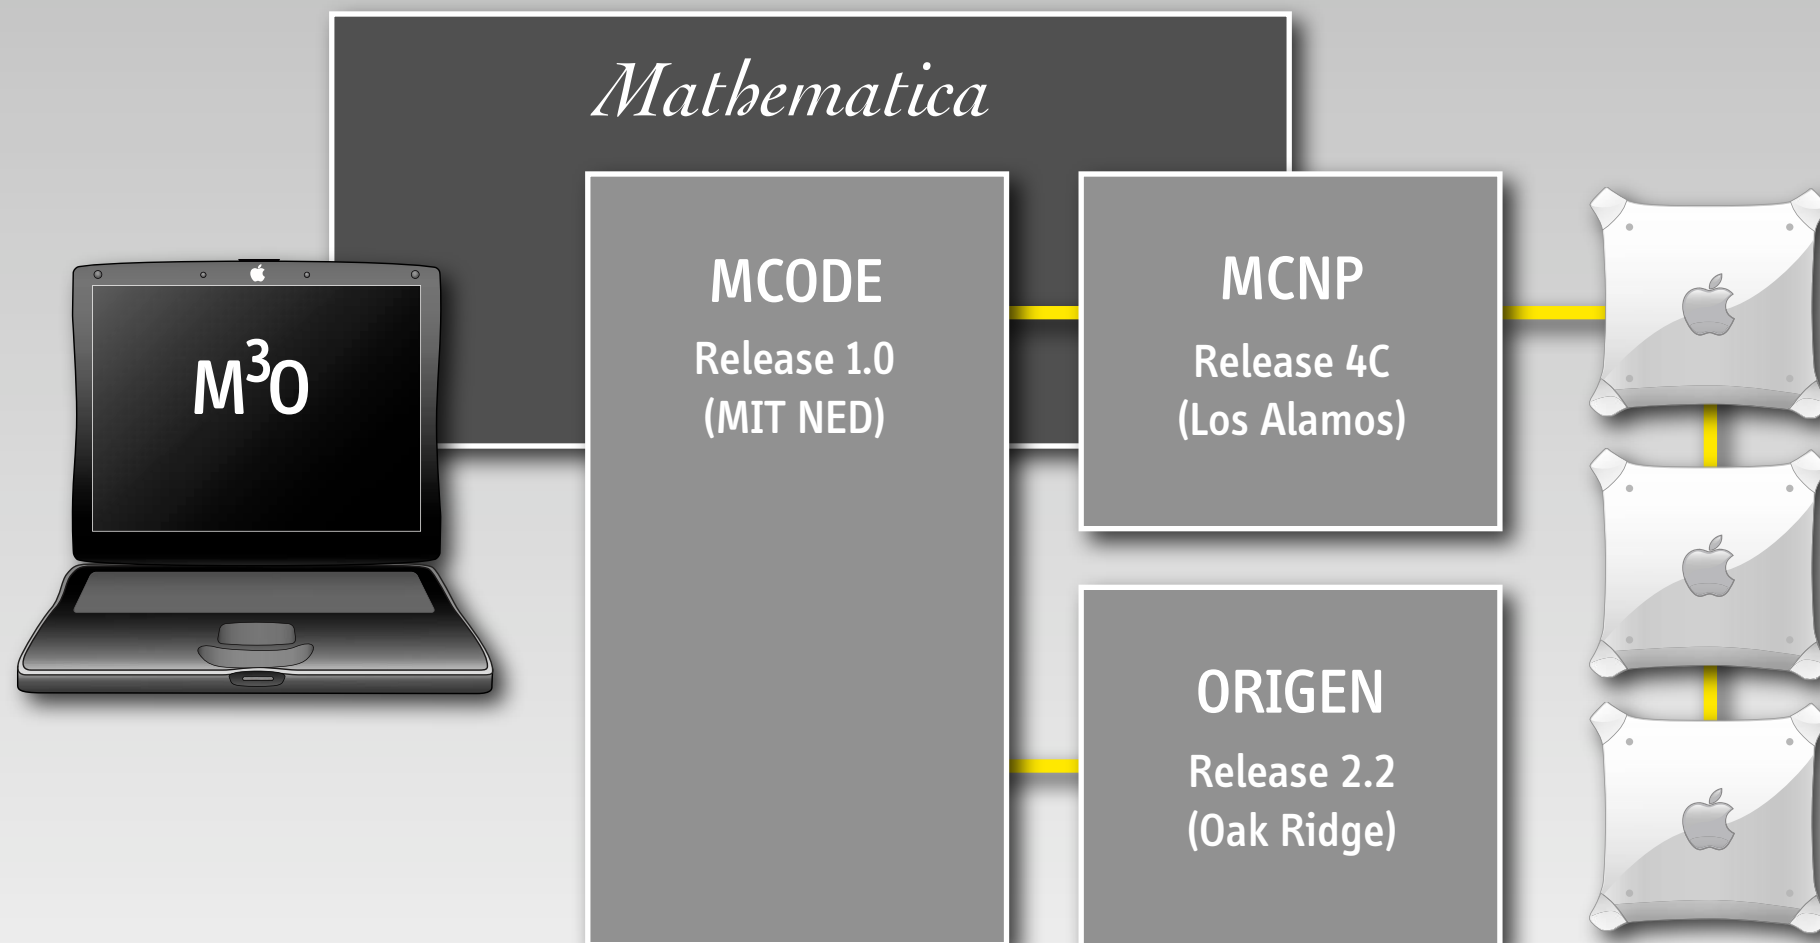 Mathematica
M³O
MCODE
Release 1.0
(MIT NED)
MCNP
Release 4C
(Los Alamos)
ORIGEN
Release 2.2
(Oak Ridge)